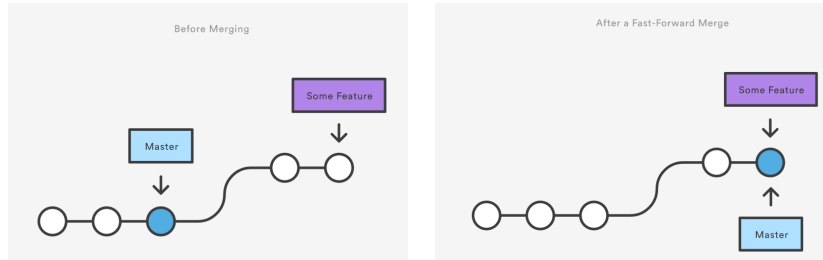 Before Merging
Some Feature
Master
After a Fast-Forward Merge
Some Feature
Master